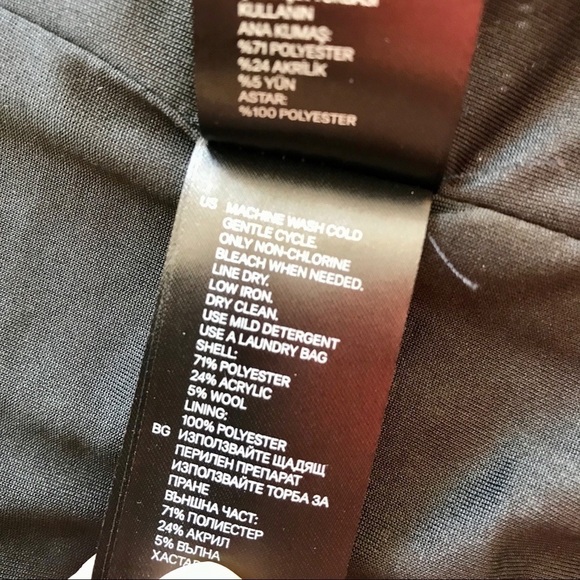 KULLANIN
ANA KUMAŞ:
%71 POLYESTER
%24 AKRİLİK
%5 YÜN
ASTAR:
%100 POLYESTER
US MACHINE WASH COLD
GENTLE CYCLE.
ONLY NON-CHLORINE
BLEACH WHEN NEEDED.
LINE DRY.
LOW IRON.
DRY CLEAN.
USE MILD DETERGENT
USE A LAUNDRY BAG
SHELL:
71% POLYESTER
24% ACRYLIC
5% WOOL
LINING:
100% POLYESTER
BG ИЗПОЛЗВАЙТЕ ЩАДЯЩ
ПЕРИЛЕН ПРЕПАРАТ
ИЗПОЛЗВАЙТЕ ТОРБА ЗА
ПРАНЕ
ВЪНШНА ЧАСТ:
71% ПОЛИЕСТЕР
24% АКРИЛ
5% ВЪЛНА